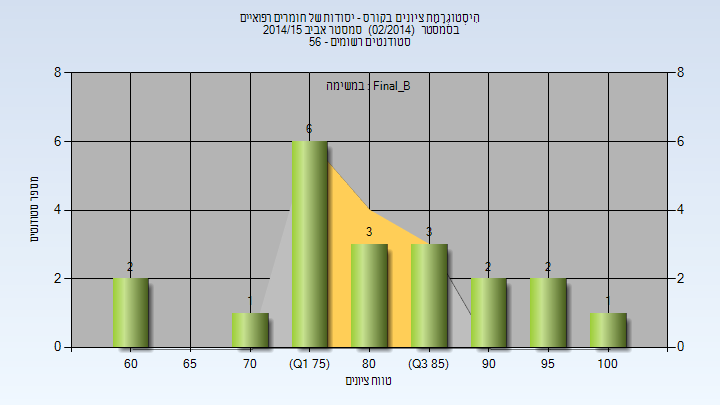 היסטוגרמת ציונים בקורס - יסודות של חומרים רפואיים
בסמסטר (02/2014) סמסטר אביב 2014/15
סטודנטים רשומים - 56
במשימה : Final_B
8 8
6 6
4 4
2 2
0 0
מספר סטודנטים
2 1 6 3 3 2 2 1
60 65 70 (Q1 75) 80 (Q3 85) 90 95 100
טווח ציונים